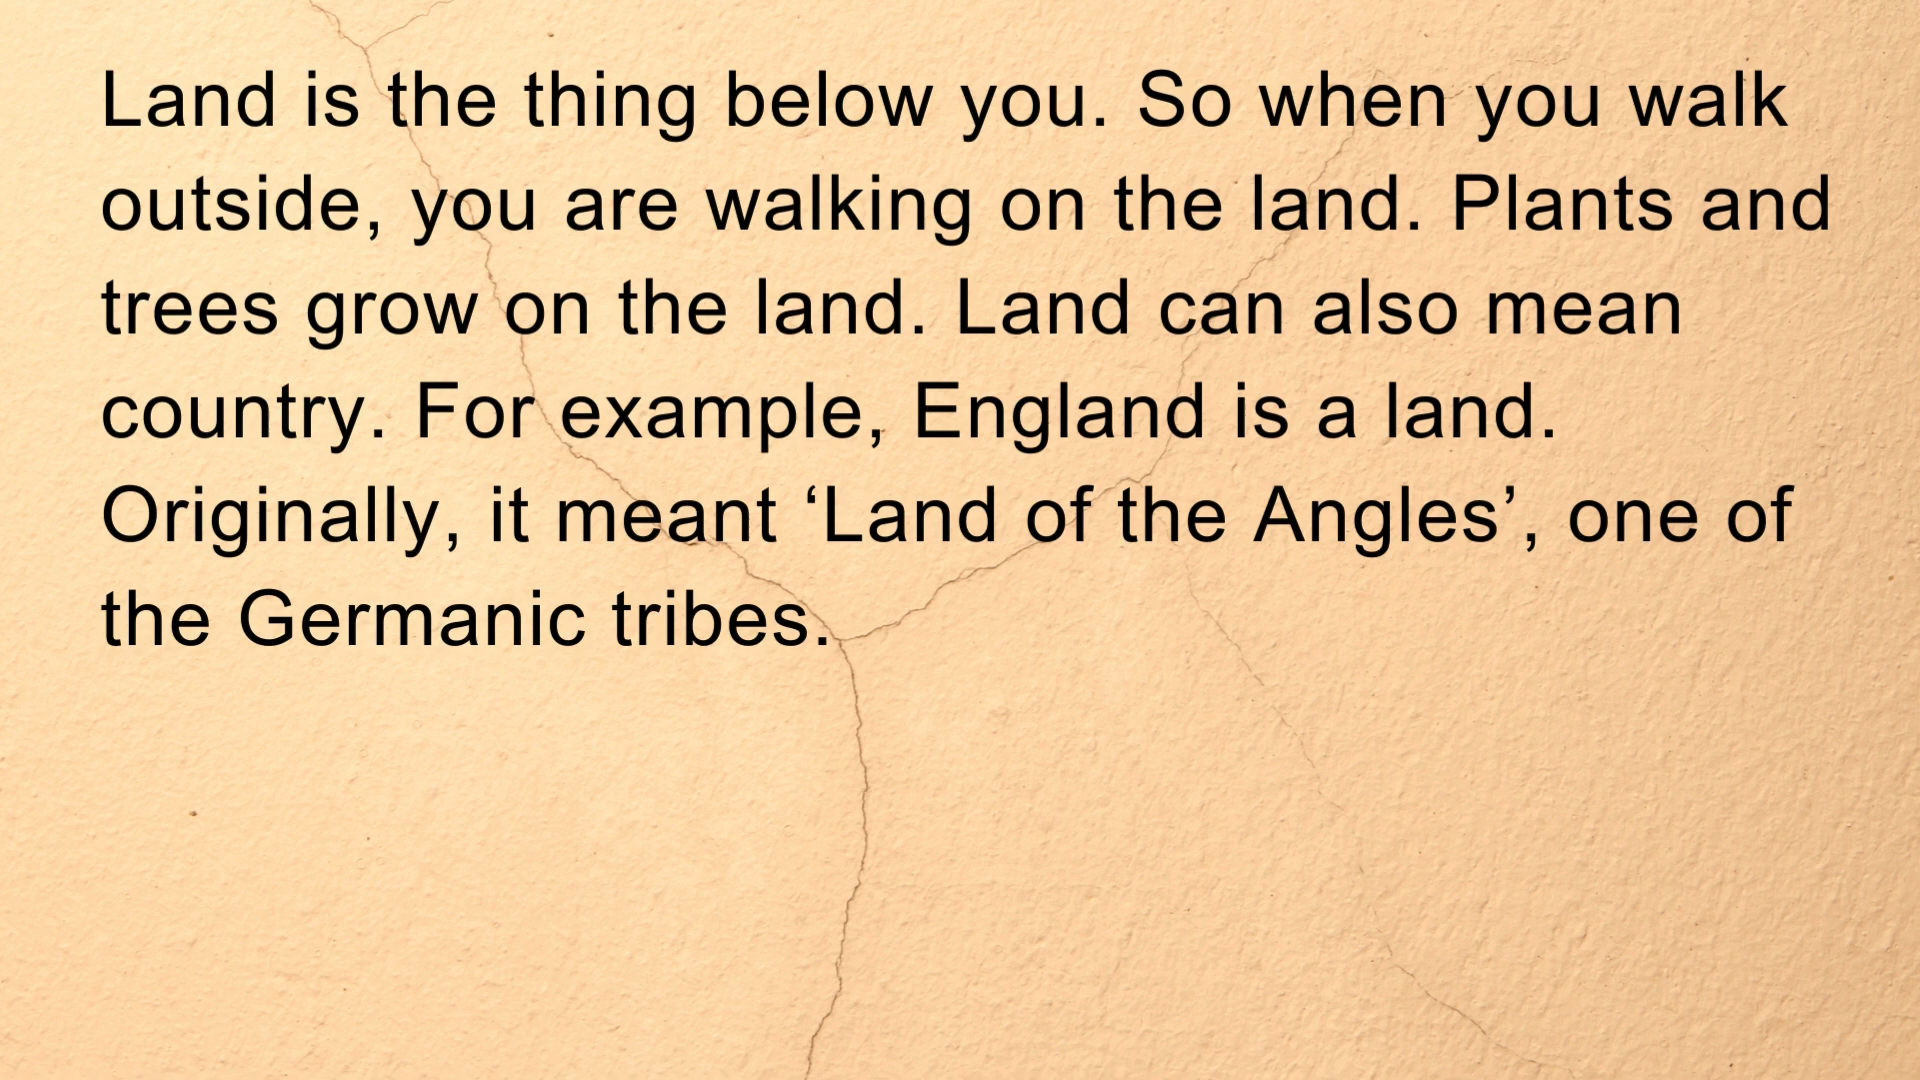 Land is the thing below you. So when you walk
outside, you are walking on the land. Plants and
trees grow on the land. Land can also mean
country. For example, England is a land.
Originally, it meant ‘Land of the Angles’, one of
the Germanic tribes.